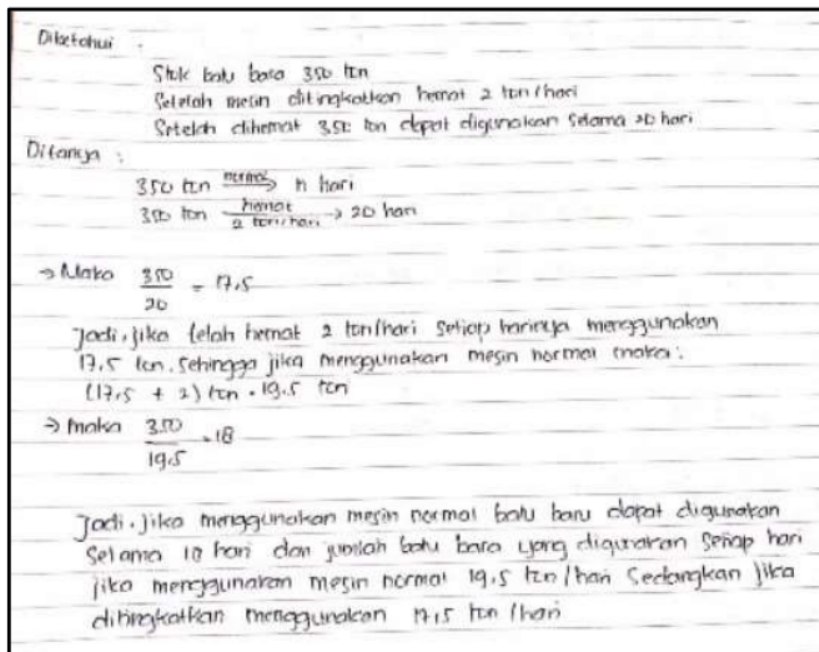 Diketahui :
Stok batu bara 350 ton
Setelah mesin ditingkatkan hemat 2 ton/hari
Setelah dihemat 350 ton dapat digunakan selama 20 hari
Ditanya :
350 ton normal → n hari
350 ton hemat 2 ton/hari → 20 hari
→ Maka 350/20 = 17,5
Jadi, jika telah hemat 2 ton/hari setiap harinya menggunakan
17,5 ton. Sehingga jika menggunakan mesin normal maka :
(17,5 + 2) ton = 19,5 ton
→ maka 350/19,5 = 18
Jadi, jika menggunakan mesin normal batu baru dapat digunakan
selama 18 hari dan jumlah batu bara yang digunakan setiap hari
jika menggunakan mesin normal 19,5 ton/hari sedangkan jika
ditingkatkan menggunakan 17,5 ton/hari